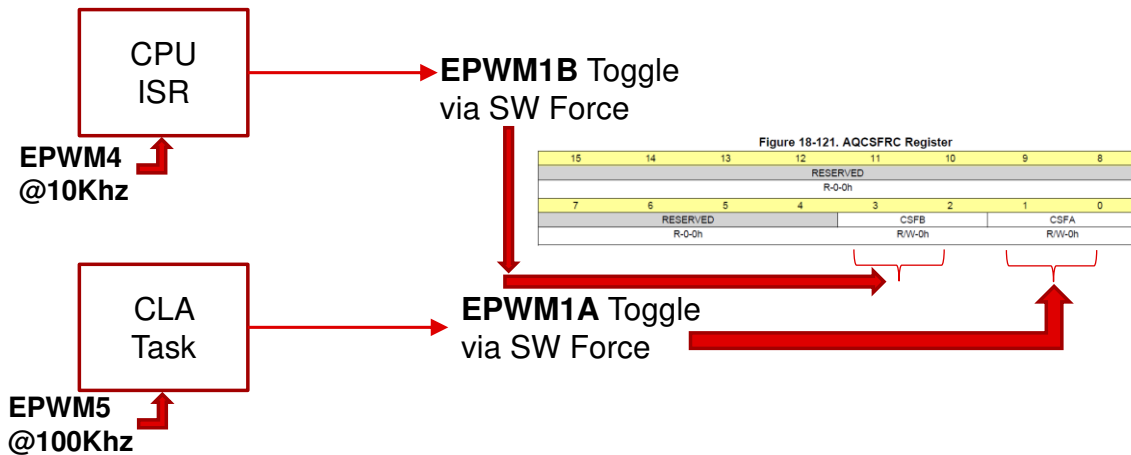 CPU
ISR
EPWM4
@10Khz
EPWM1B Toggle
via SW Force
Figure 18-121. AQCSFRC Register
15 14 13 12 11 10 9 8
RESERVED
R-0-0h
7 6 5 4 3 2 1 0
RESERVED CSFB CSFA
R-0-0h R/W-0h R/W-0h
CLA
Task
EPWM5
@100Khz
EPWM1A Toggle
via SW Force